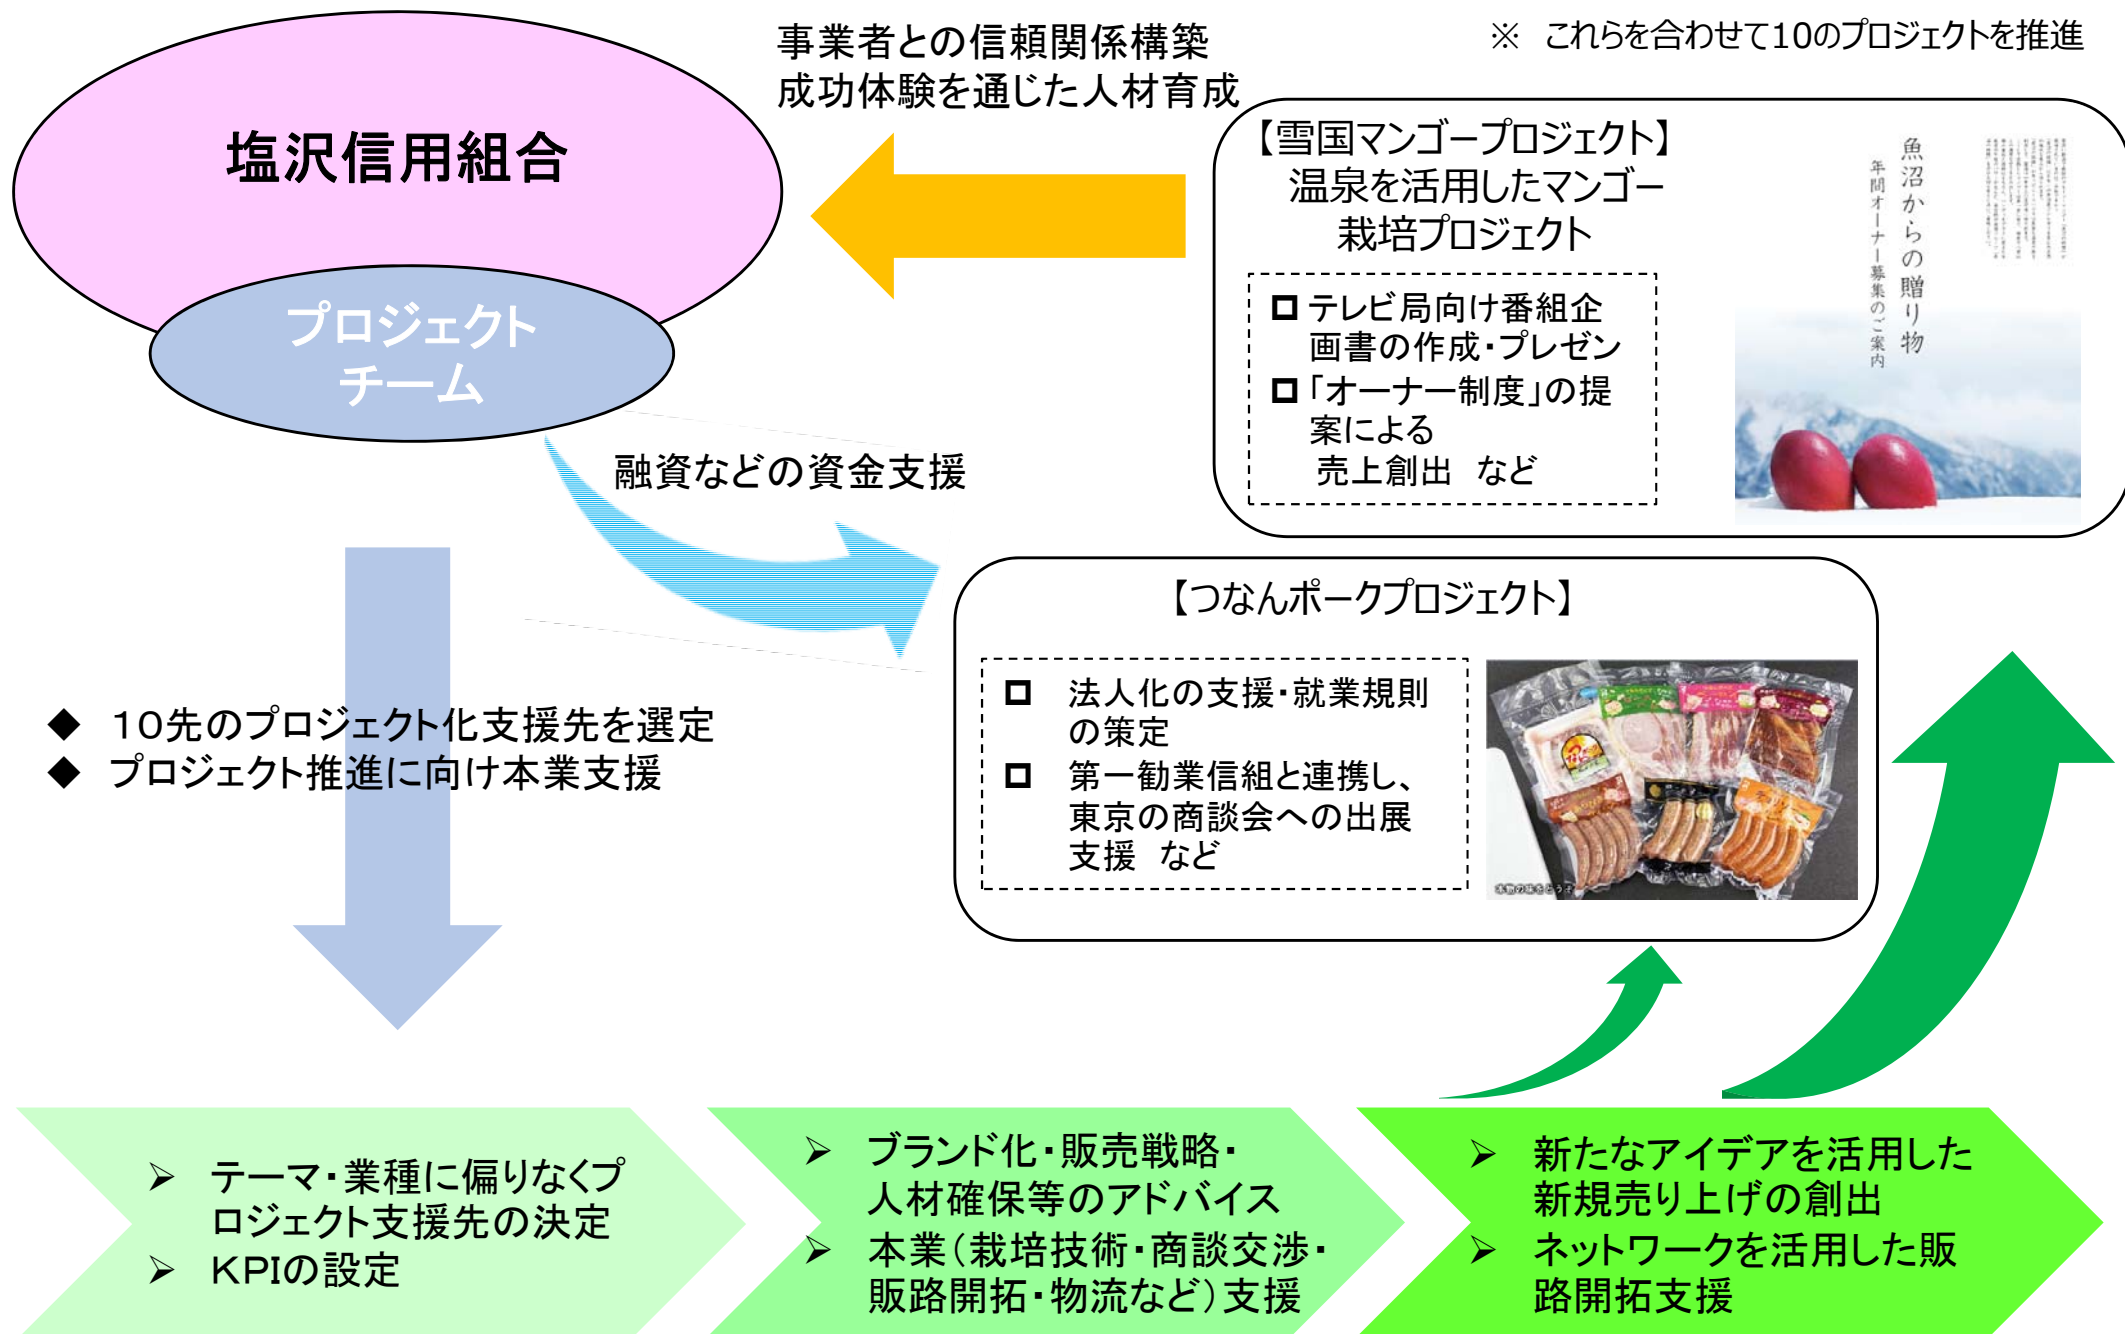 事業者との信頼関係構築
成功体験を通じた人材育成
※　これらを合わせて10のプロジェクトを推進
塩沢信用組合
プロジェクト
チーム
【雪国マンゴープロジェクト】
温泉を活用したマンゴー
栽培プロジェクト
テレビ局向け番組企
画書の作成・プレゼン
「オーナー制度」の提
案による
売上創出　など
魚沼からの贈り物
年間オーナー募集のご案内
融資などの資金支援
【つなんポークプロジェクト】
法人化の支援・就業規則
の策定
第一勧業信組と連携し、
東京の商談会への出展
支援　など
本物の味をどうぞ
◆　１０先のプロジェクト化支援先を選定
◆　プロジェクト推進に向け本業支援
➢　テーマ・業種に偏りなくプ
ロジェクト支援先の決定
➢　KPIの設定
➢　ブランド化・販売戦略・
人材確保等のアドバイス
➢　本業（栽培技術・商談交渉・
販路開拓・物流など）支援
➢　新たなアイデアを活用した
新規売り上げの創出
➢　ネットワークを活用した販
路開拓支援